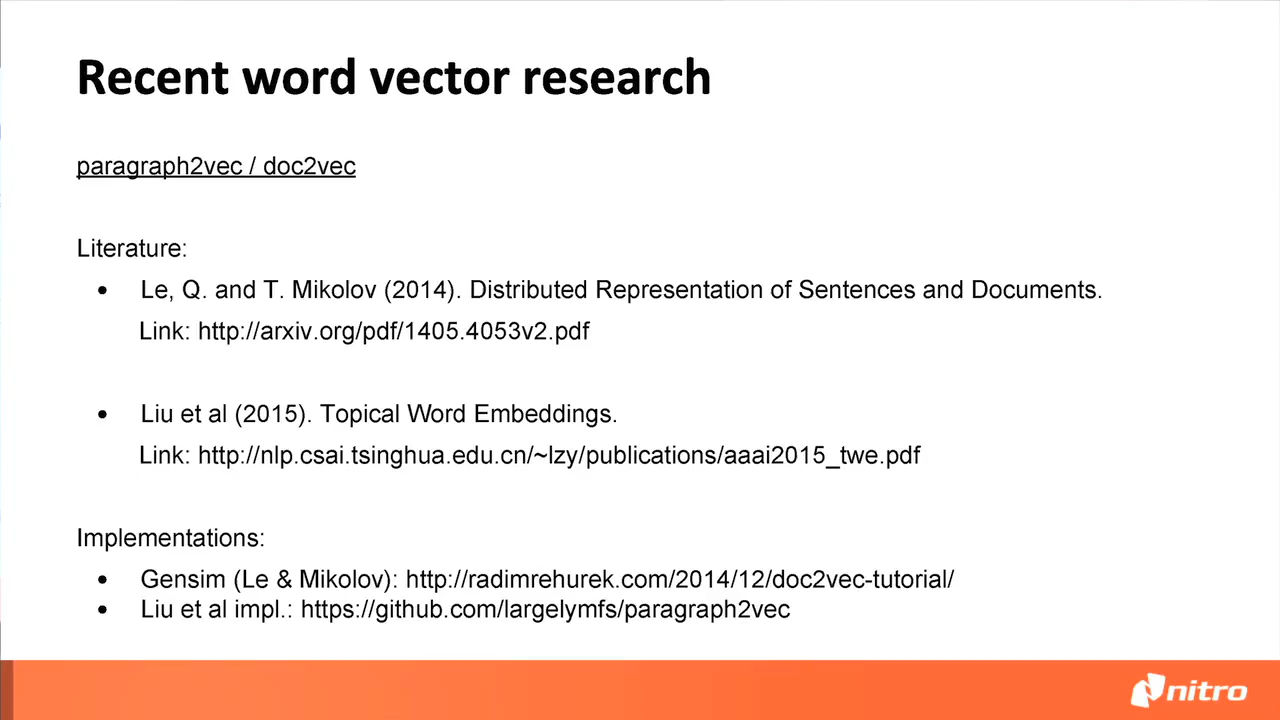 Recent word vector research
paragraph2vec / doc2vec
Literature:
• Le, Q. and T. Mikolov (2014). Distributed Representation of Sentences and Documents.
Link: http://arxiv.org/pdf/1405.4053v2.pdf
• Liu et al (2015). Topical Word Embeddings.
Link: http://nlp.csai.tsinghua.edu.cn/~lzy/publications/aaai2015_twe.pdf
Implementations:
• Gensim (Le & Mikolov): http://radimrehurek.com/2014/12/doc2vec-tutorial/
• Liu et al impl.: https://github.com/largelymfs/paragraph2vec
nitro